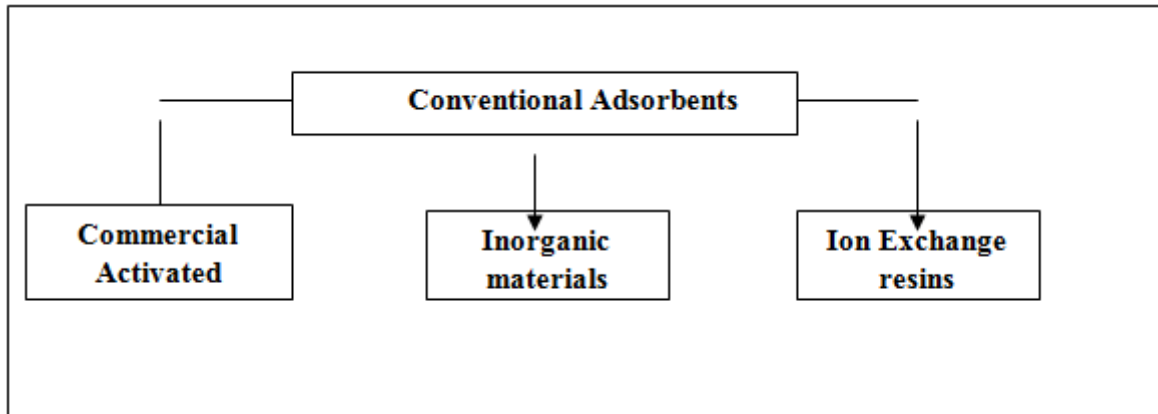 Conventional Adsorbents
Commercial
Activated
Inorganic
materials
Ion Exchange
resins